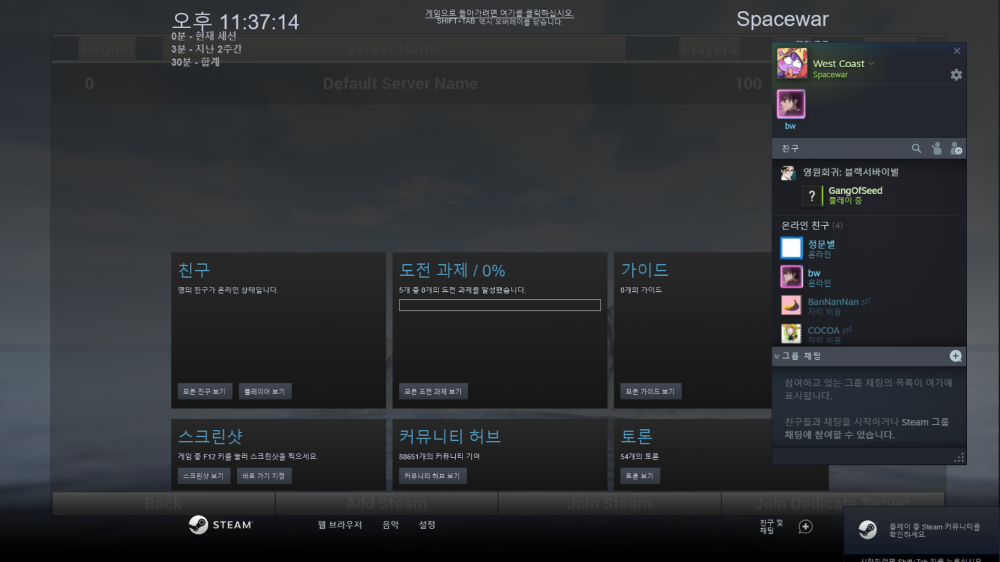 오후 11:37:14
0분 - 현재 세션
3분 - 지난 2주간
30분 - 합계
게임으로 돌아가려면 여기를 클릭하십시오.
SHIFT+TAB 역시 오버레이를 닫습니다.
Spacewar
Region
Server Name
Players
0
Default Server Name
100
West Coast
Spacewar
bw
친구
영원회귀: 블랙서바이벌
?
GangOfSeed
플레이 중
온라인 친구 (4)
정문별
온라인
bw
온라인
BanNanNan zzZ
자리 비움
COCOA zzZ
자리 비움
그룹 채팅
참여하고 있는 그룹 채팅의 목록이 여기에
표시됩니다.
친구들과 채팅을 시작하거나 Steam 그룹
채팅에 참여할 수 있습니다.
친구
명의 친구가 온라인 상태입니다.
모든 친구 보기
플레이어 보기
도전 과제 / 0%
5개 중 0개의 도전 과제를 달성했습니다.
모든 도전 과제 보기
가이드
0개의 가이드
모든 가이드 보기
스크린샷
게임 중 F12 키를 눌러 스크린샷을 찍으세요.
스크린샷 보기
바로 가기 지정
커뮤니티 허브
88651개의 커뮤니티 기여
커뮤니티 허브 보기
토론
54개의 토론
토론 보기
Back
Add Steam
Join Steam
Join Dedicate Server
STEAM
웹 브라우저
음악
설정
친구 및
채팅
플레이 중 Steam 커뮤니티를
확인하세요.
시작하려면 Shift+Tab 키를 누르십시오